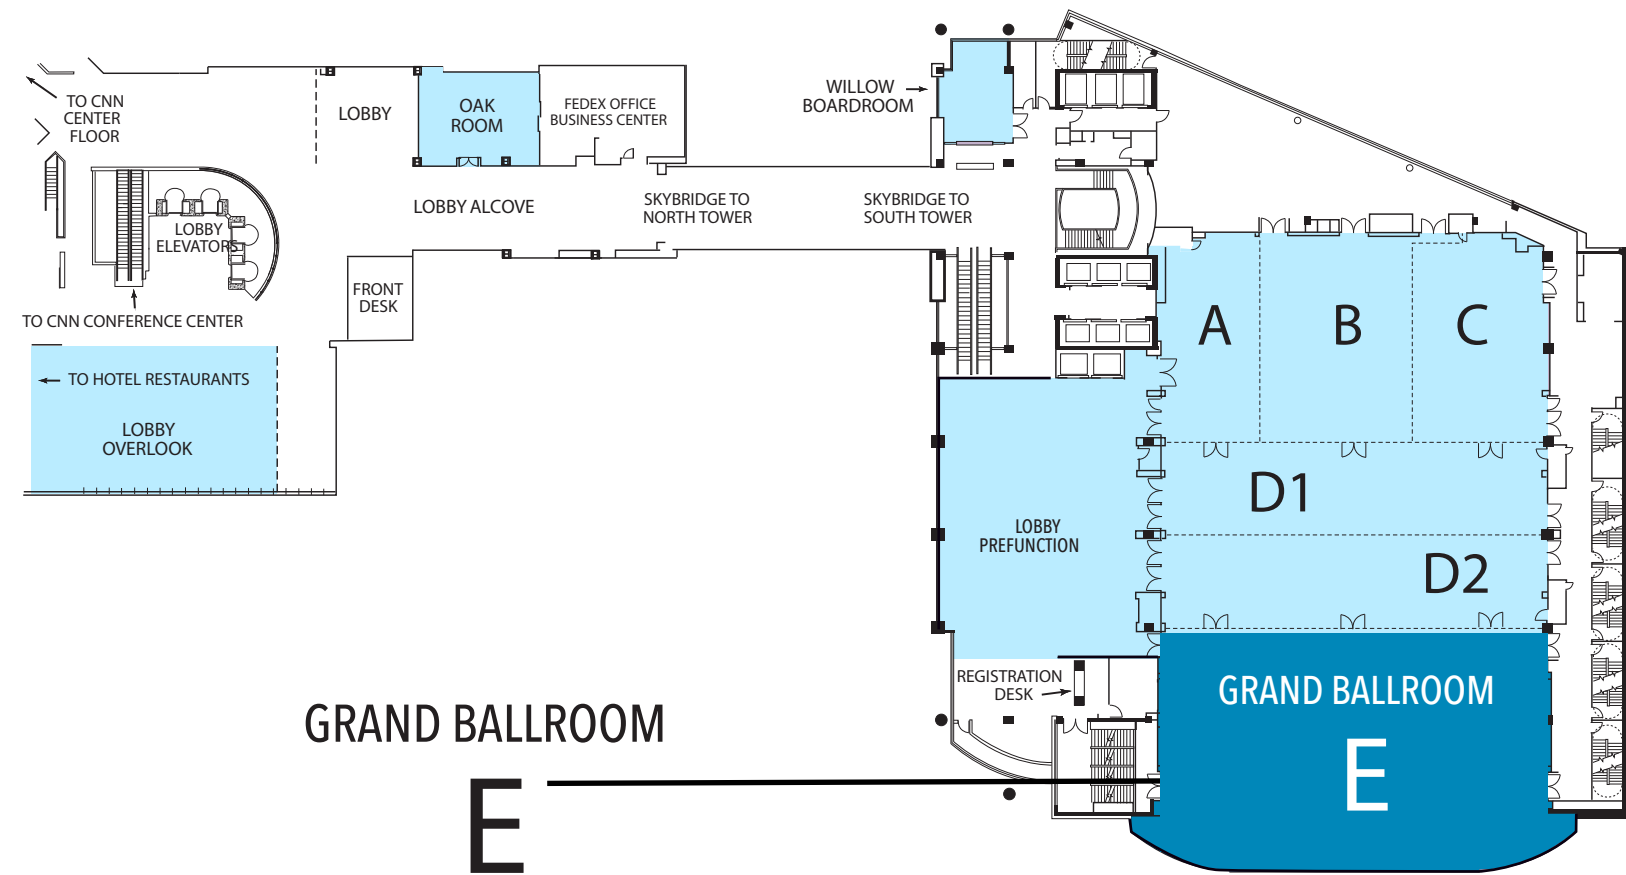 TO CNN
CENTER
FLOOR
LOBBY
OAK
ROOM
FEDEX OFFICE
BUSINESS CENTER
WILLOW
BOARDROOM
LOBBY ALCOVE
SKYBRIDGE TO
NORTH TOWER
SKYBRIDGE TO
SOUTH TOWER
LOBBY
ELEVATORS
FRONT
DESK
TO CNN CONFERENCE CENTER
TO HOTEL RESTAURANTS
LOBBY
OVERLOOK
A
B
C
D1
D2
LOBBY
PREFUNCTION
REGISTRATION
DESK
GRAND BALLROOM
E
GRAND BALLROOM
E